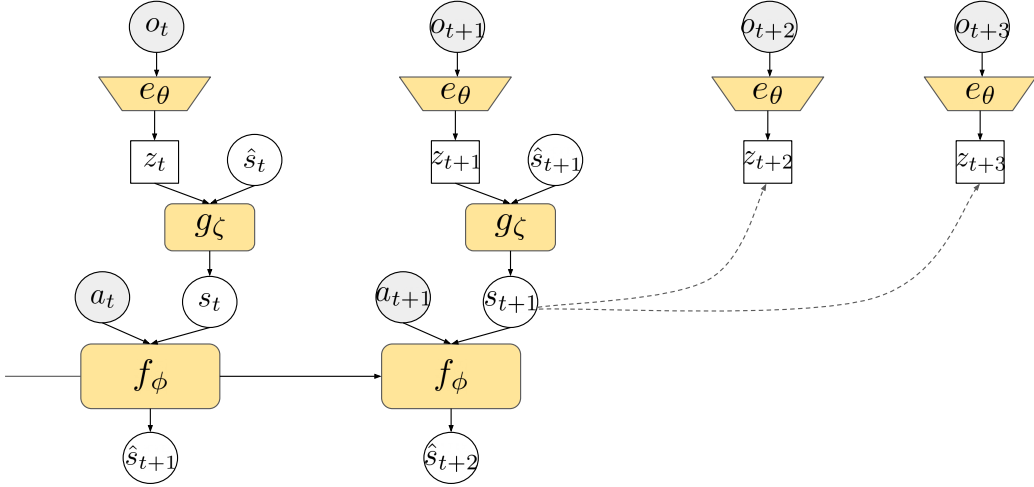 o_t o_{t+1} o_{t+2} o_{t+3}
e_θ e_θ e_θ e_θ
z_t ŝ_t z_{t+1} ŝ_{t+1} z_{t+2} z_{t+3}
g_ζ g_ζ
a_t s_t a_{t+1} s_{t+1}
f_ϕ f_ϕ
ŝ_{t+1} ŝ_{t+2}